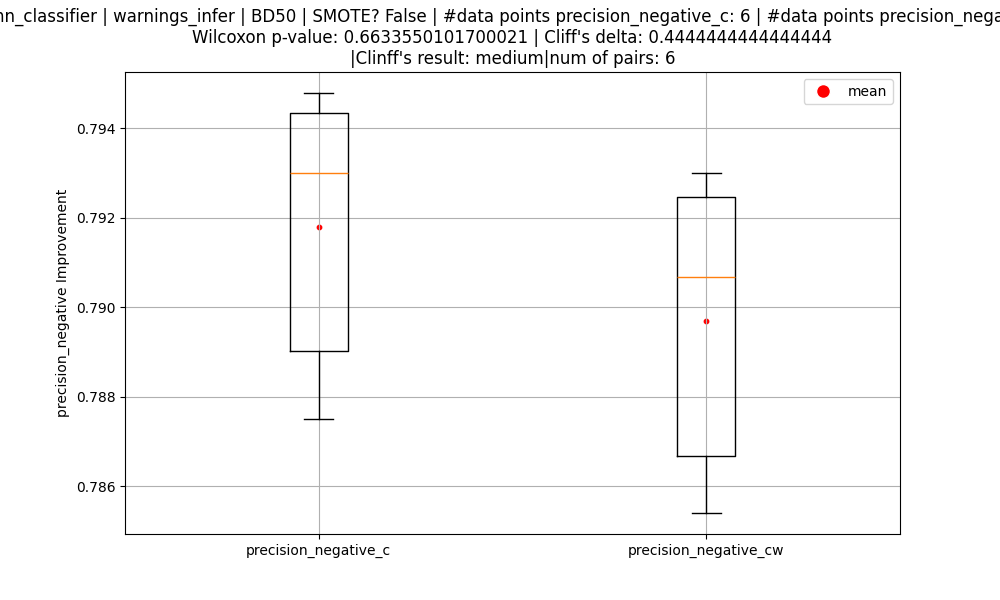 _classifier | warnings_infer | BD50 | SMOTE? False | #data points precision_negative_c: 6 | #data points
Wilcoxon p-value: 0.6633550101700021 | Cliff's delta: 0.4444444444444444
|Clinff's result: medium|num of pairs: 6
mean
precision_negative Improvement
0.794
0.792
0.790
0.788
0.786
precision_negative_c
precision_negative_cw